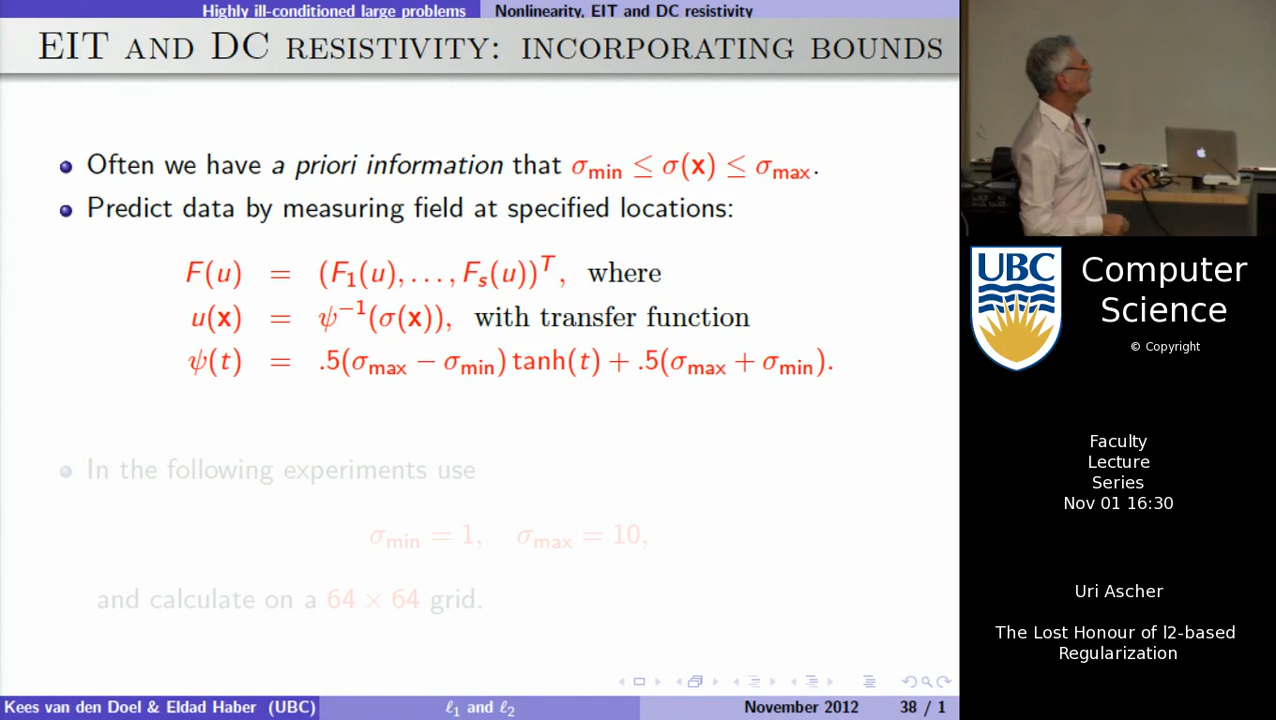 Highly ill-conditioned large problems Nonlinearity, EIT and DC resistivity
EIT AND DC RESISTIVITY: INCORPORATING BOUNDS
Often we have a priori information that σmin ≤ σ(x) ≤ σmax.
Predict data by measuring field at specified locations:
F(u) = (F1(u), . . . , Fs(u))^T, where
u(x) = ψ^−1(σ(x)), with transfer function
ψ(t) = .5(σmax − σmin) tanh(t) + .5(σmax + σmin).
In the following experiments use
σmin = 1, σmax = 10,
and calculate on a 64 × 64 grid.
Kees van den Doel & Eldad Haber (UBC) ℓ1 and ℓ2 November 2012 38 / 1
UBC
Computer
Science
© Copyright
Faculty
Lecture
Series
Nov 01 16:30
Uri Ascher
The Lost Honour of l2-based
Regularization